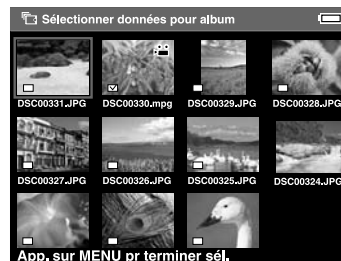 Sélectionner données pour album
DSC00331.JPG DSC00330.mpg DSC00329.JPG DSC00328.JPG
DSC00327.JPG DSC00326.JPG DSC00325.JPG DSC00324.JPG
App. sur MENU pr terminer sél.